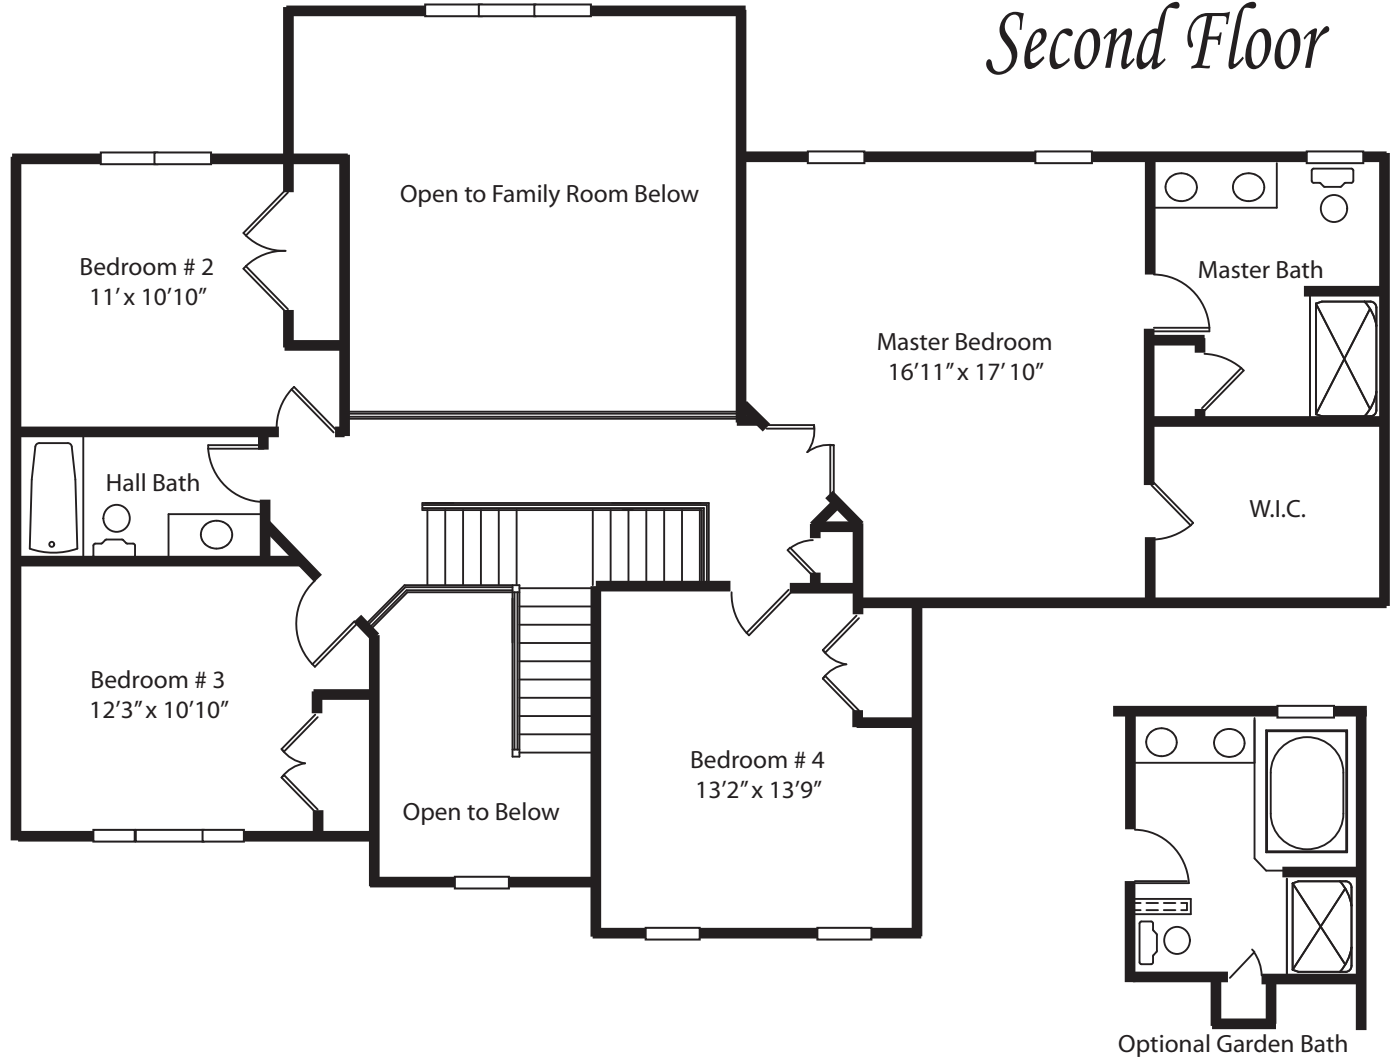 Second Floor
Open to Family Room Below
Bedroom # 2
11’ x 10’10”
Master Bath
Master Bedroom
16’11” x 17’ 10”
Hall Bath
W.I.C.
Bedroom # 3
12’3” x 10’10”
Bedroom # 4
13’2” x 13’9”
Open to Below
Optional Garden Bath